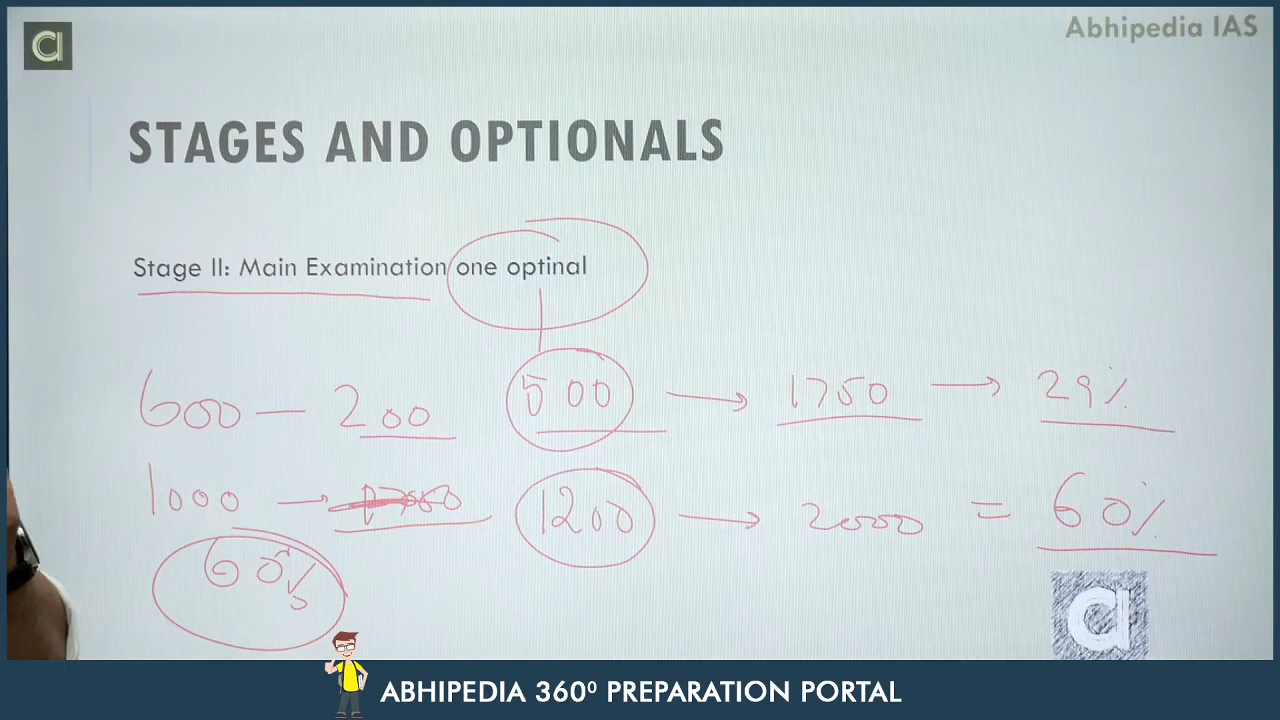 Abhipedia IAS
STAGES AND OPTIONALS
Stage II: Main Examination one optinal
600 — 200 500 → 1750 → 29%
1000 → 1200 → 2000 = 60%
60%
ABHIPEDIA 360⁰ PREPARATION PORTAL